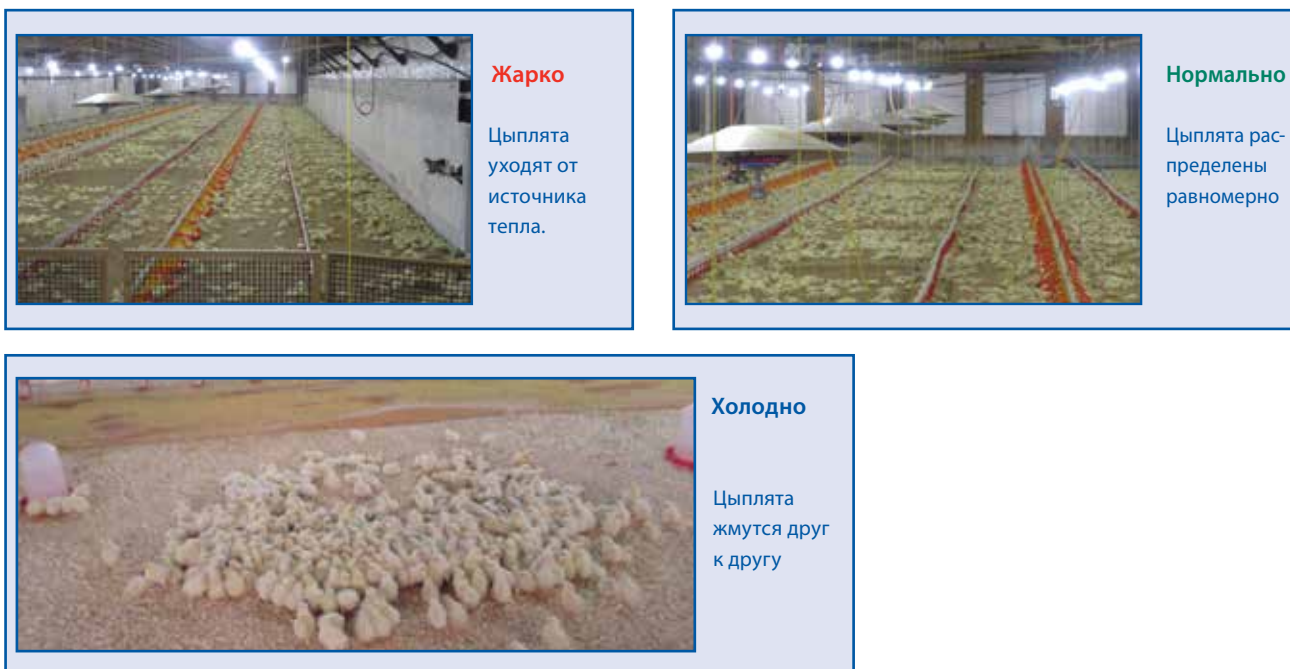 Жарко
Цыплята
уходят от
источника
тепла.
Нормально
Цыплята рас-
пределены
равномерно
Холодно
Цыплята
жмутся друг
к другу